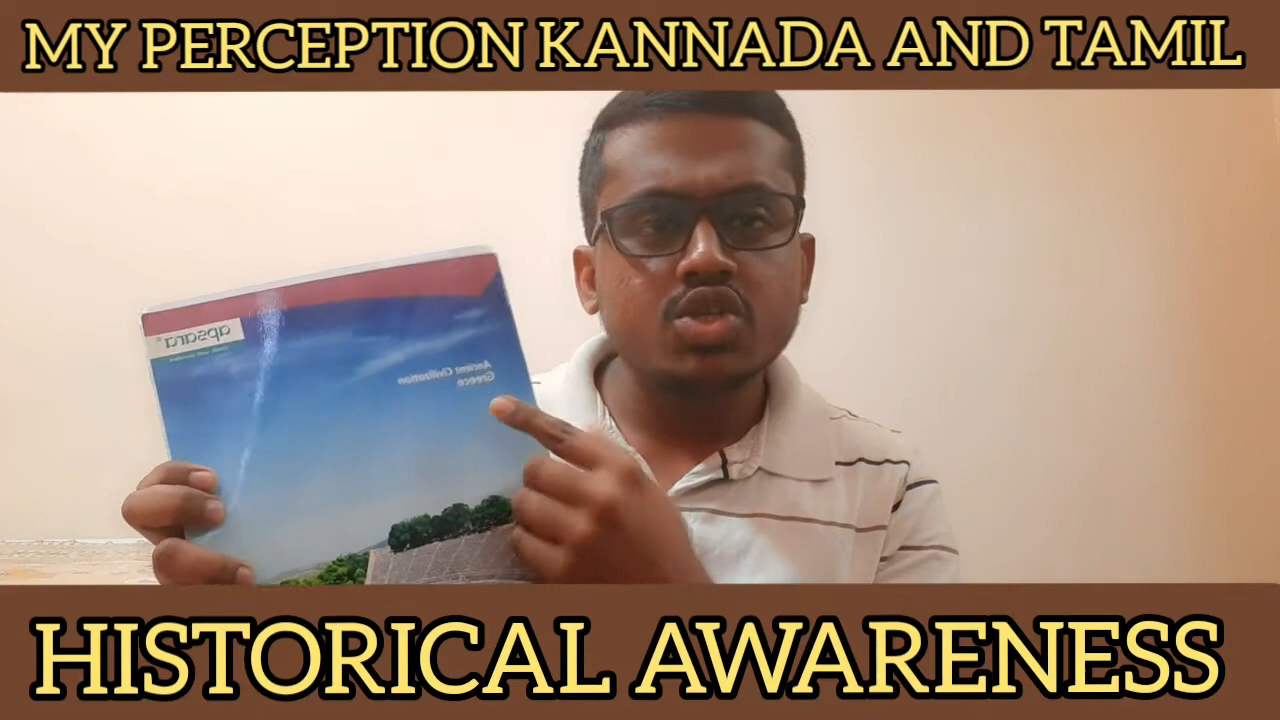 MY PERCEPTION KANNADA AND TAMIL
apsara
Ancient Civilization
Greece
HISTORICAL AWARENESS